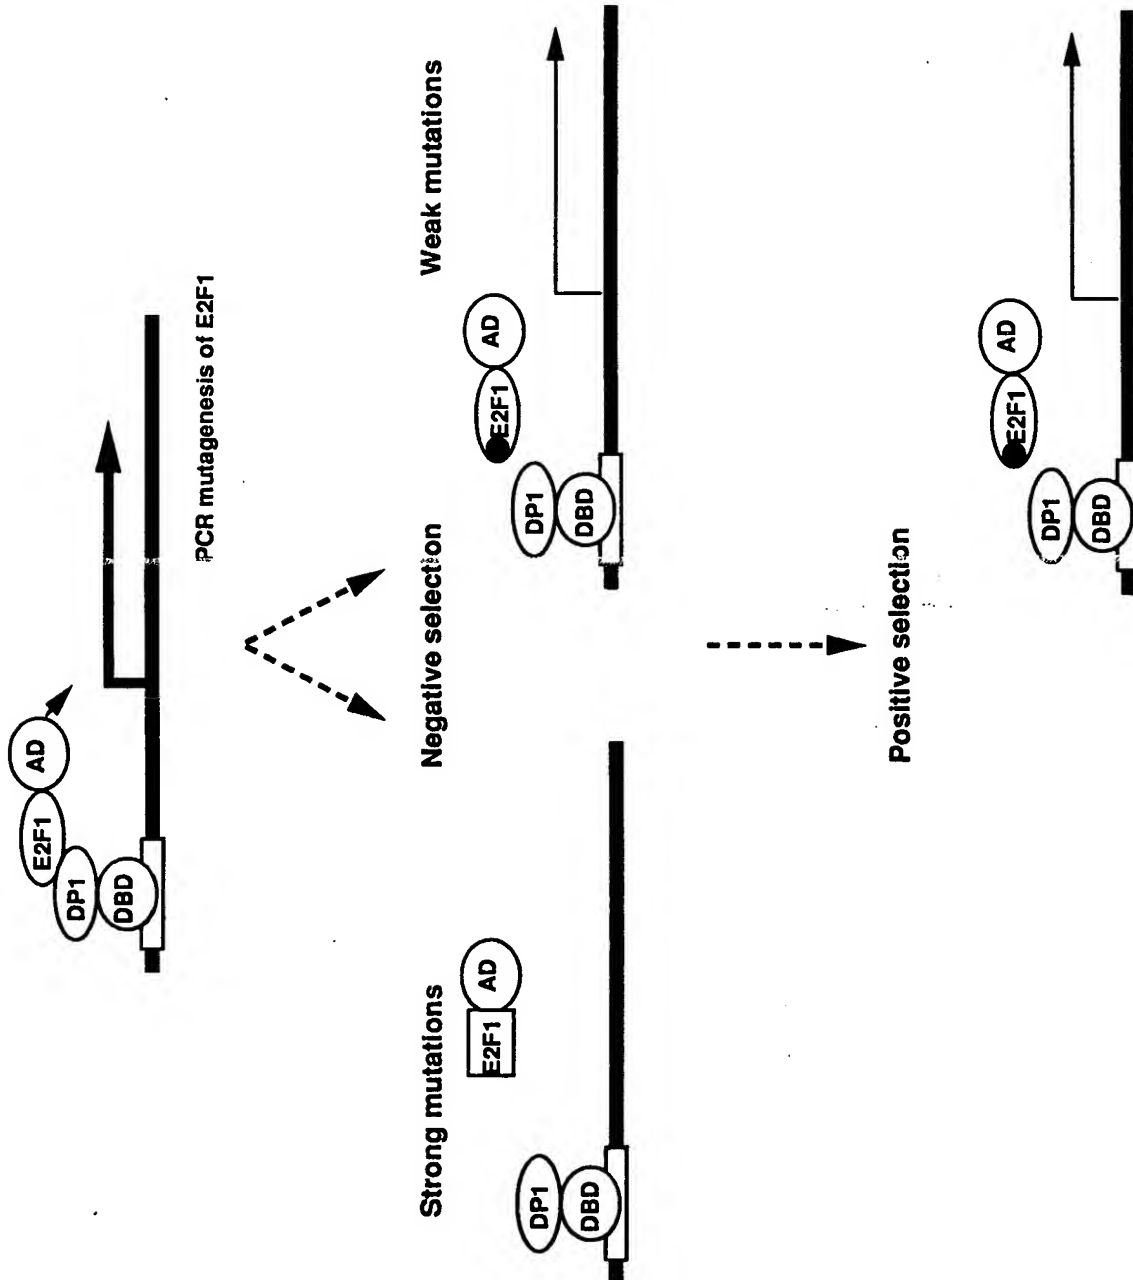 AD
E2F1
DP1
DBD
PCR mutagenesis of E2F1
Negative selection
Strong mutations
AD
E2F1
DP1
DBD
Weak mutations
AD
E2F1
DP1
DBD
Positive selection
AD
E2F1
DP1
DBD